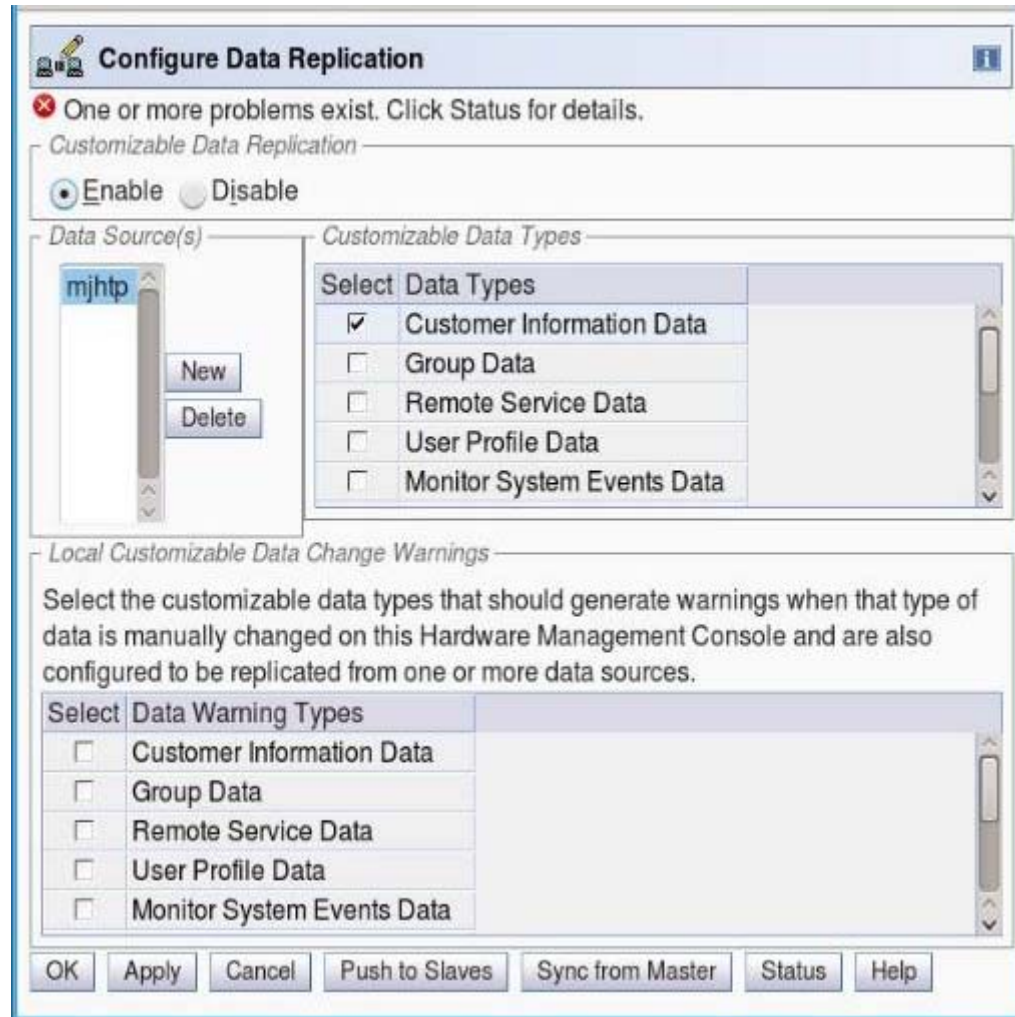 Configure Data Replication
One or more problems exist. Click Status for details.
Customizable Data Replication
Enable Disable
Data Source(s)
mjhtp
New
Delete
Customizable Data Types
Select Data Types
Customer Information Data
Group Data
Remote Service Data
User Profile Data
Monitor System Events Data
Local Customizable Data Change Warnings
Select the customizable data types that should generate warnings when that type of
data is manually changed on this Hardware Management Console and are also
configured to be replicated from one or more data sources.
Select Data Warning Types
Customer Information Data
Group Data
Remote Service Data
User Profile Data
Monitor System Events Data
OK Apply Cancel Push to Slaves Sync from Master Status Help